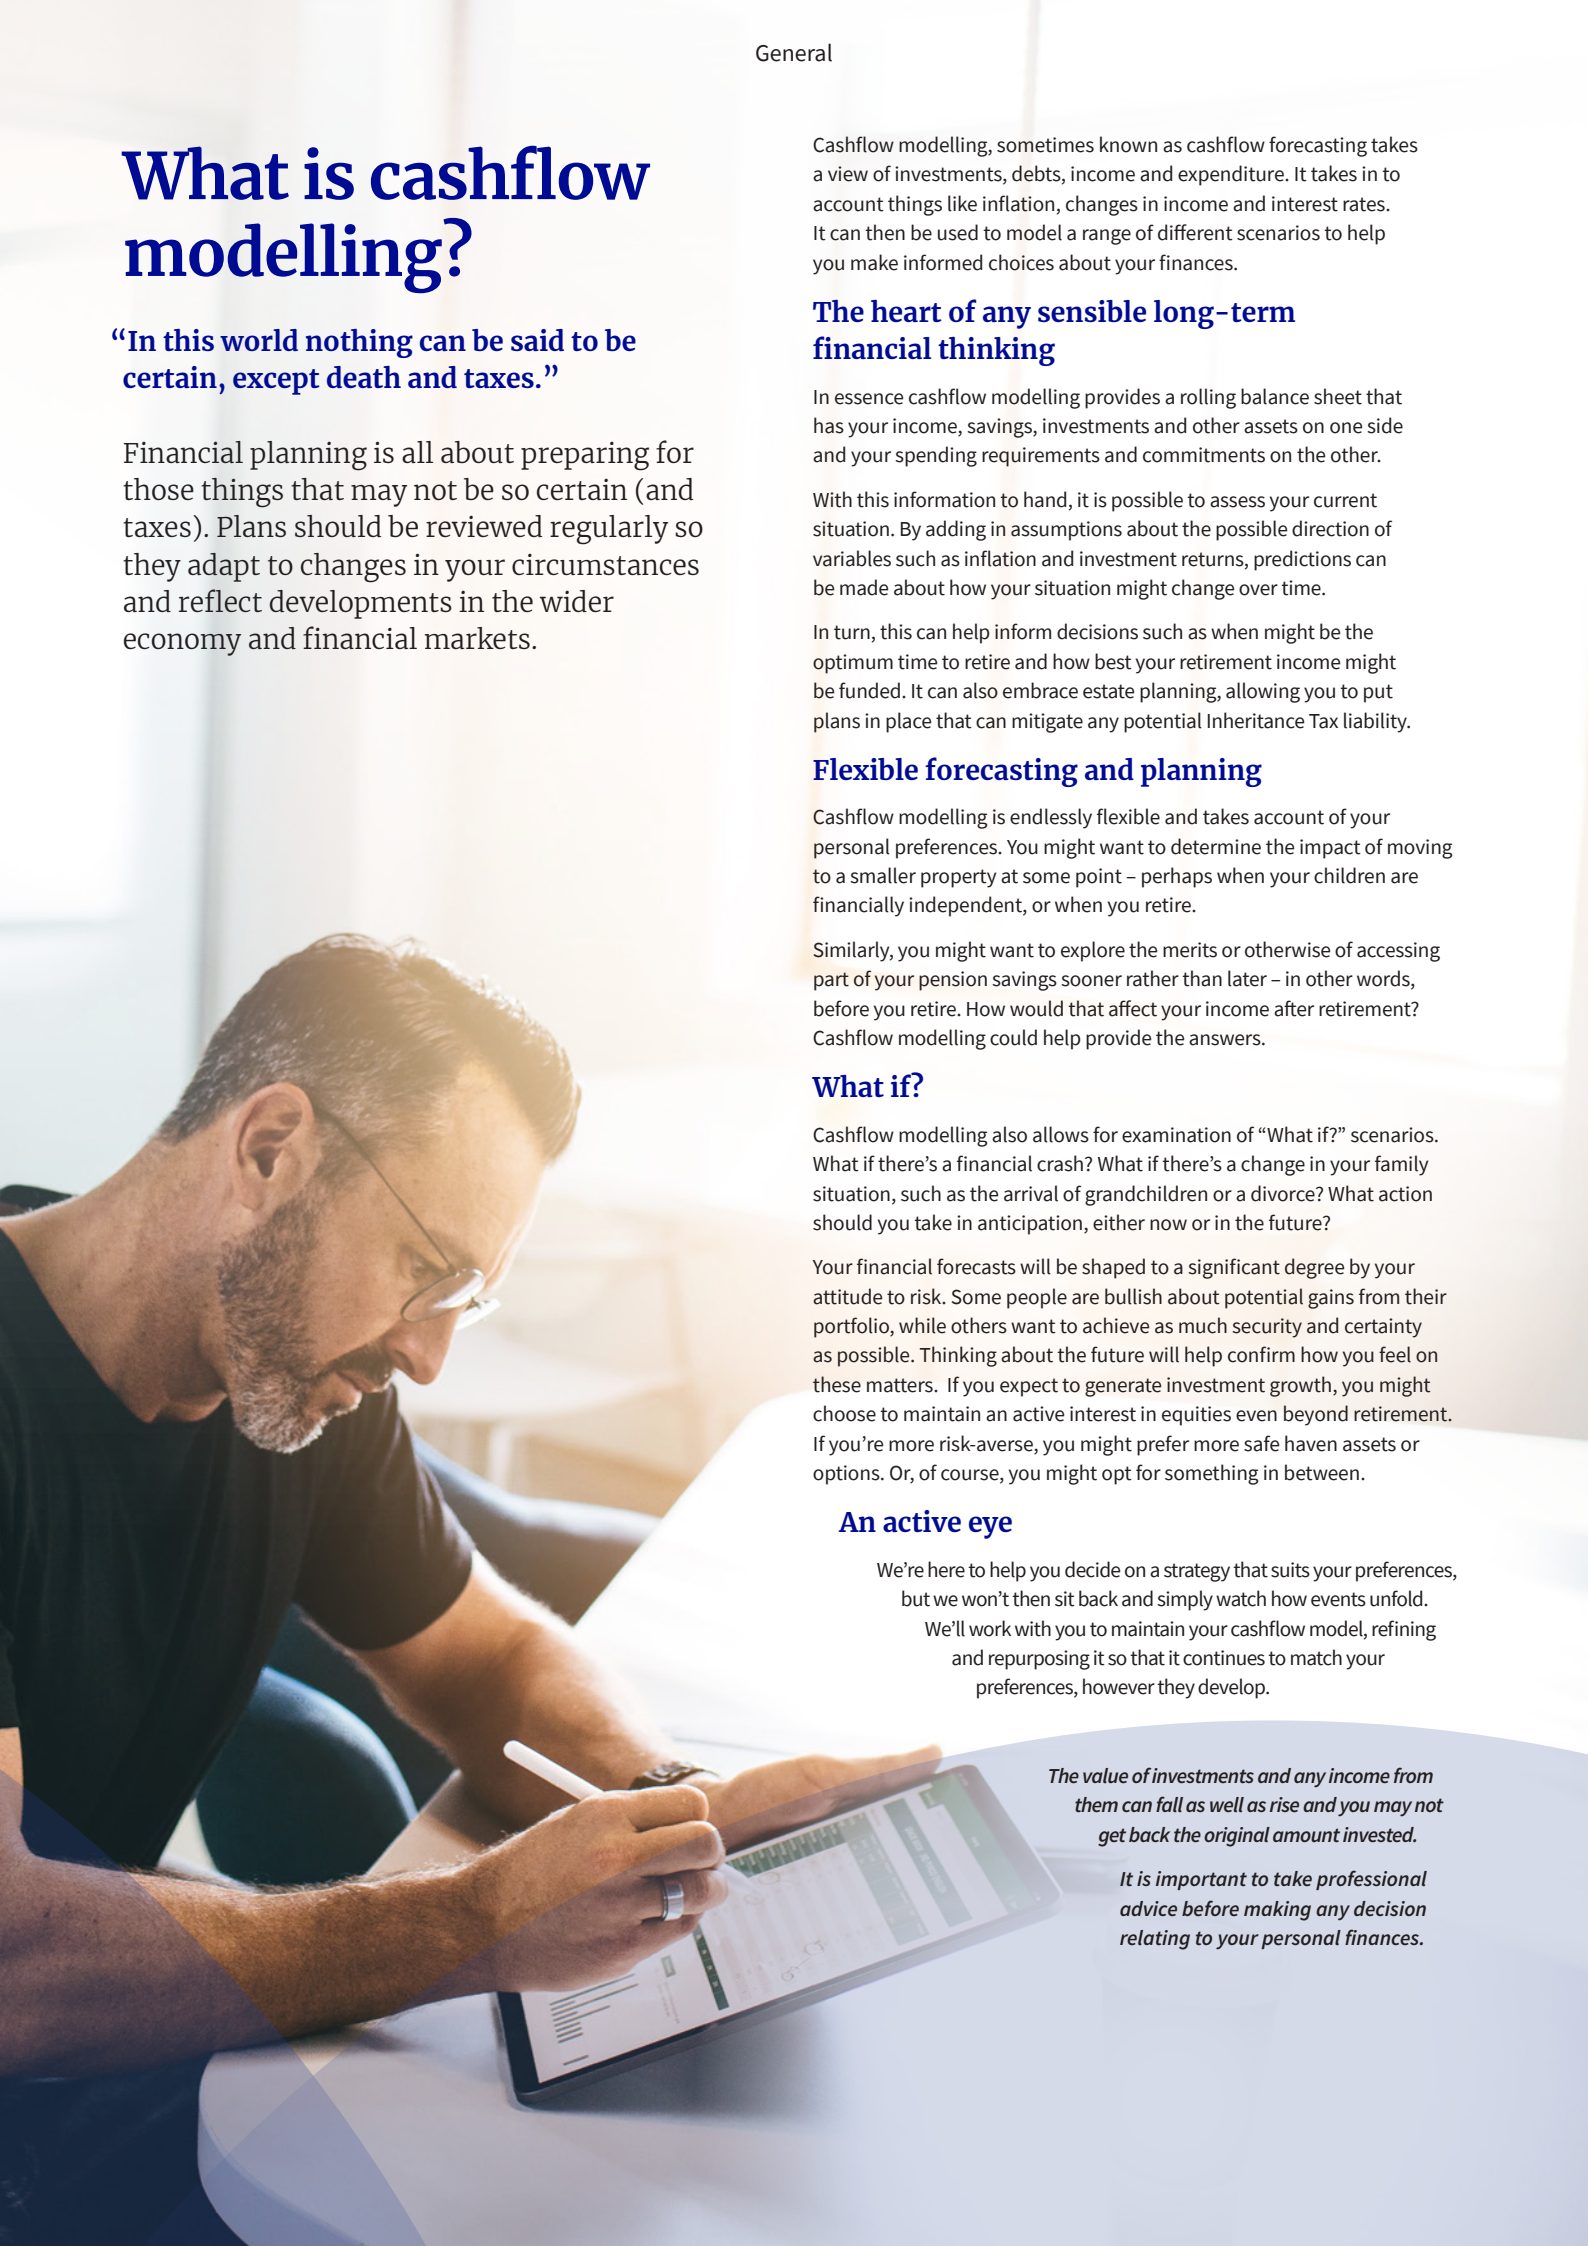 General
What is cashflow
modelling?
“In this world nothing can be said to be
certain, except death and taxes.”
Financial planning is all about preparing for
those things that may not be so certain (and
taxes). Plans should be reviewed regularly so
they adapt to changes in your circumstances
and reflect developments in the wider
economy and financial markets.
Cashflow modelling, sometimes known as cashflow forecasting takes
a view of investments, debts, income and expenditure. It takes in to
account things like inflation, changes in income and interest rates.
It can then be used to model a range of different scenarios to help
you make informed choices about your finances.
The heart of any sensible long-term
financial thinking
In essence cashflow modelling provides a rolling balance sheet that
has your income, savings, investments and other assets on one side
and your spending requirements and commitments on the other.
With this information to hand, it is possible to assess your current
situation. By adding in assumptions about the possible direction of
variables such as inflation and investment returns, predictions can
be made about how your situation might change over time.
In turn, this can help inform decisions such as when might be the
optimum time to retire and how best your retirement income might
be funded. It can also embrace estate planning, allowing you to put
plans in place that can mitigate any potential Inheritance Tax liability.
Flexible forecasting and planning
Cashflow modelling is endlessly flexible and takes account of your
personal preferences. You might want to determine the impact of moving
to a smaller property at some point – perhaps when your children are
financially independent, or when you retire.
Similarly, you might want to explore the merits or otherwise of accessing
part of your pension savings sooner rather than later – in other words,
before you retire. How would that affect your income after retirement?
Cashflow modelling could help provide the answers.
What if?
Cashflow modelling also allows for examination of “What if?” scenarios.
What if there’s a financial crash? What if there’s a change in your family
situation, such as the arrival of grandchildren or a divorce? What action
should you take in anticipation, either now or in the future?
Your financial forecasts will be shaped to a significant degree by your
attitude to risk. Some people are bullish about potential gains from their
portfolio, while others want to achieve as much security and certainty
as possible. Thinking about the future will help confirm how you feel on
these matters.  If you expect to generate investment growth, you might
choose to maintain an active interest in equities even beyond retirement.
If you’re more risk-averse, you might prefer more safe haven assets or
options. Or, of course, you might opt for something in between.
An active eye
We’re here to help you decide on a strategy that suits your preferences,
but we won’t then sit back and simply watch how events unfold.
We’ll work with you to maintain your cashflow model, refining
and repurposing it so that it continues to match your
preferences, however they develop.
The value of investments and any income from
them can fall as well as rise and you may not
get back the original amount invested.
It is important to take professional
advice before making any decision
relating to your personal finances.